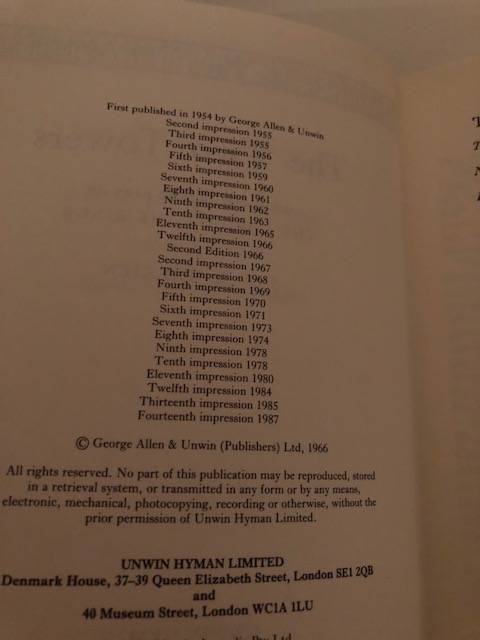 First published in 1954 by George Allen & Unwin
Second impression 1955
Third impression 1955
Fourth impression 1956
Fifth impression 1957
Sixth impression 1959
Seventh impression 1960
Eighth impression 1961
Ninth impression 1962
Tenth impression 1963
Eleventh impression 1965
Twelfth impression 1966
Second Edition 1966
Second impression 1967
Third impression 1968
Fourth impression 1969
Fifth impression 1970
Sixth impression 1971
Seventh impression 1973
Eighth impression 1974
Ninth impression 1978
Tenth impression 1978
Eleventh impression 1980
Twelfth impression 1984
Thirteenth impression 1985
Fourteenth impression 1987
© George Allen & Unwin (Publishers) Ltd, 1966
All rights reserved. No part of this publication may be reproduced, stored
in a retrieval system, or transmitted in any form or by any means,
electronic, mechanical, photocopying, recording or otherwise, without the
prior permission of Unwin Hyman Limited.
UNWIN HYMAN LIMITED
Denmark House, 37–39 Queen Elizabeth Street, London SE1 2QB
and
40 Museum Street, London WC1A 1LU